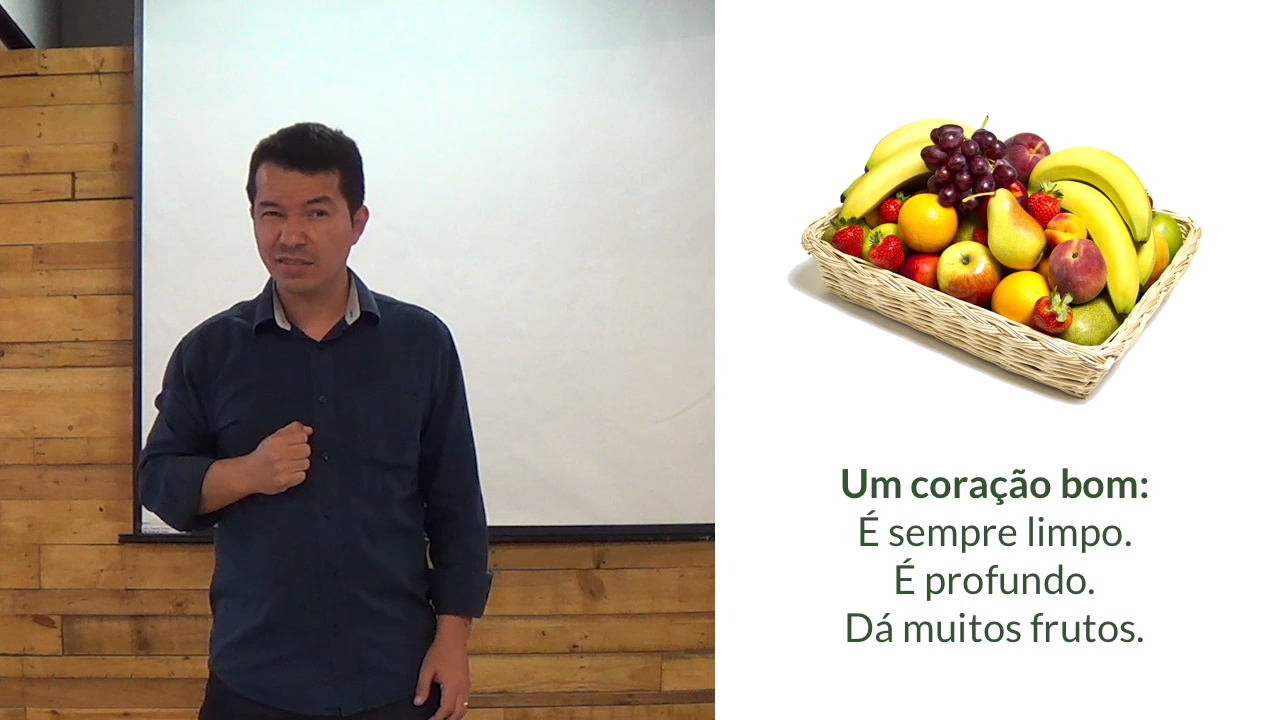 Um coração bom:
É sempre limpo.
É profundo.
Dá muitos frutos.